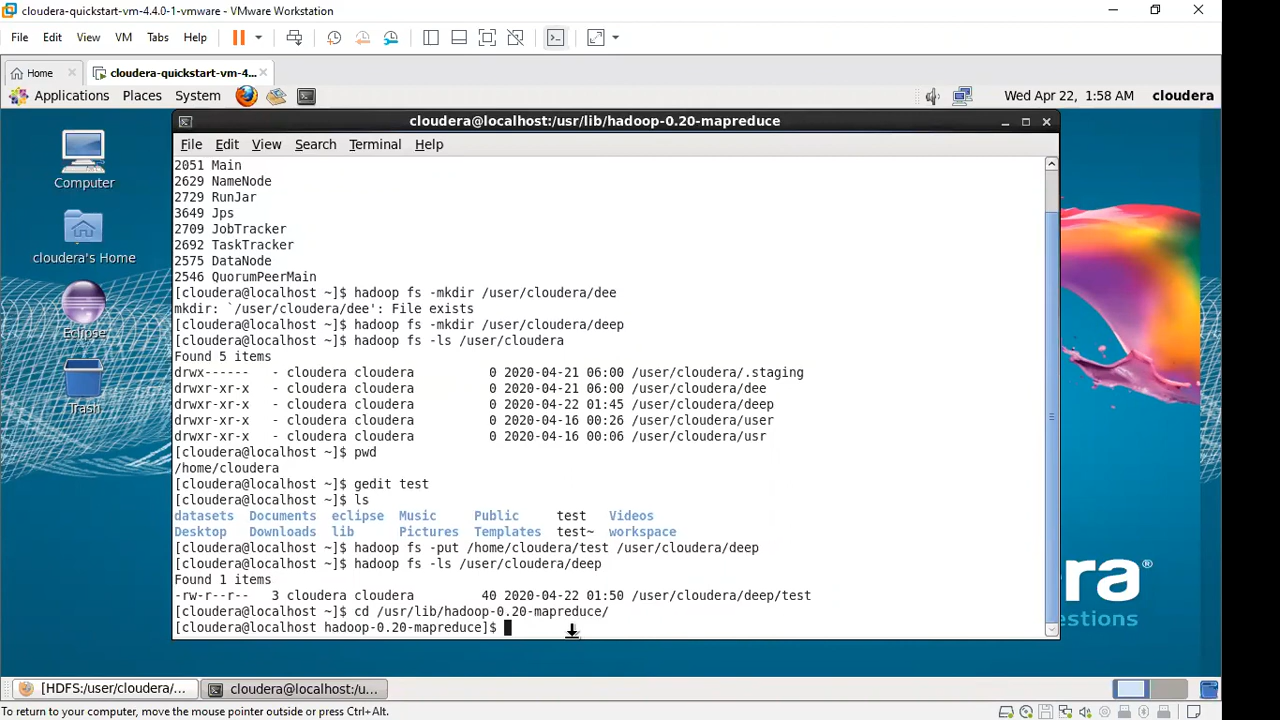 cloudera-quickstart-vm-4.4.0-1-vmware - VMware Workstation
File Edit View VM Tabs Help
Home cloudera-quickstart-vm-4...
Applications Places System Wed Apr 22, 1:58 AM cloudera
cloudera@localhost:/usr/lib/hadoop-0.20-mapreduce
File Edit View Search Terminal Help
Computer
cloudera's Home
Eclipse
Trash
2051 Main
2629 NameNode
2729 RunJar
3649 Jps
2709 JobTracker
2692 TaskTracker
2575 DataNode
2546 QuorumPeerMain
[cloudera@localhost ~]$ hadoop fs -mkdir /user/cloudera/dee
mkdir: `/user/cloudera/dee': File exists
[cloudera@localhost ~]$ hadoop fs -mkdir /user/cloudera/deep
[cloudera@localhost ~]$ hadoop fs -ls /user/cloudera
Found 5 items
drwx------ - cloudera cloudera 0 2020-04-21 06:00 /user/cloudera/.staging
drwxr-xr-x - cloudera cloudera 0 2020-04-21 06:00 /user/cloudera/dee
drwxr-xr-x - cloudera cloudera 0 2020-04-22 01:45 /user/cloudera/deep
drwxr-xr-x - cloudera cloudera 0 2020-04-16 00:26 /user/cloudera/user
drwxr-xr-x - cloudera cloudera 0 2020-04-16 00:06 /user/cloudera/usr
[cloudera@localhost ~]$ pwd
/home/cloudera
[cloudera@localhost ~]$ gedit test
[cloudera@localhost ~]$ ls
datasets Documents eclipse Music Public test Videos
Desktop Downloads lib Pictures Templates test~ workspace
[cloudera@localhost ~]$ hadoop fs -put /home/cloudera/test /user/cloudera/deep
[cloudera@localhost ~]$ hadoop fs -ls /user/cloudera/deep
Found 1 items
-rw-r--r-- 3 cloudera cloudera 40 2020-04-22 01:50 /user/cloudera/deep/test
[cloudera@localhost ~]$ cd /usr/lib/hadoop-0.20-mapreduce/
[cloudera@localhost hadoop-0.20-mapreduce]$
era
estions
[HDFS:/user/cloudera/... cloudera@localhost:/u...
To return to your computer, move the mouse pointer outside or press Ctrl+Alt.